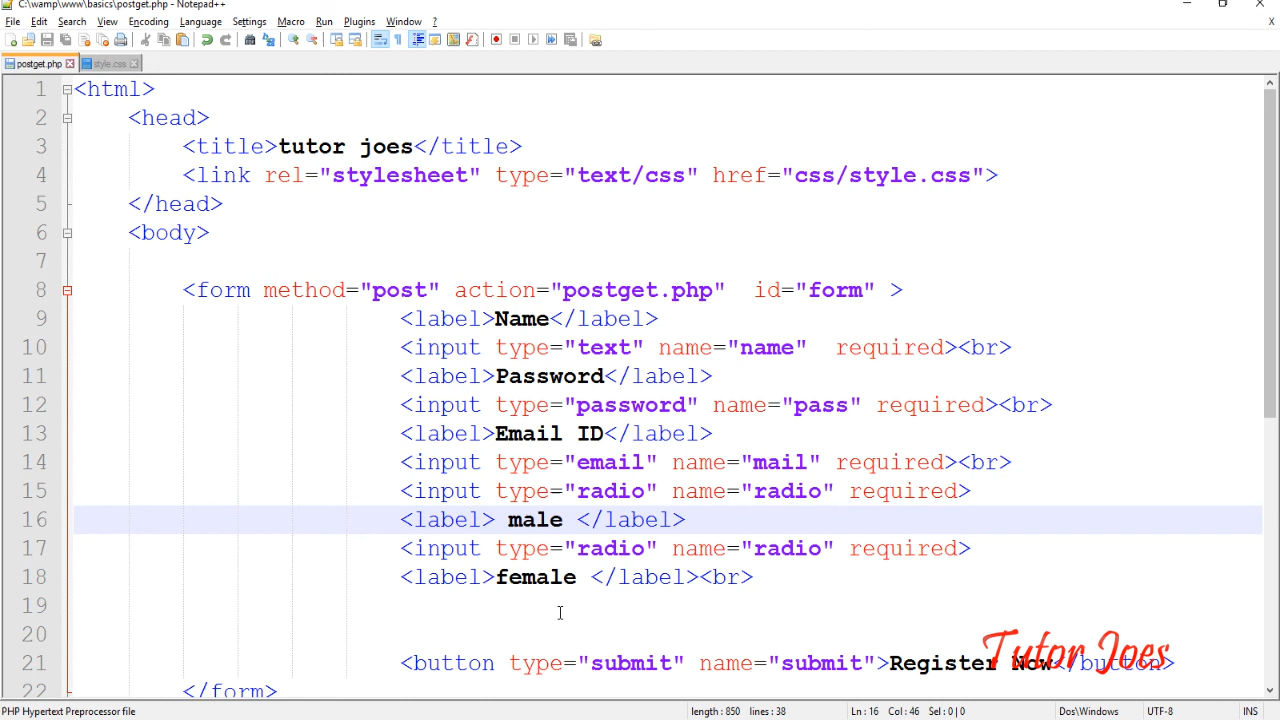 C:\wamp\www\basics\postget.php - Notepad++
File Edit Search View Encoding Language Settings Macro Run Plugins Window ? X
postget.php style.css
1 <html>
2 <head>
3 <title>tutor joes</title>
4 <link rel="stylesheet" type="text/css" href="css/style.css">
5 </head>
6 <body>
7
8 <form method="post" action="postget.php"  id="form" >
9 <label>Name</label>
10 <input type="text" name="name"  required><br>
11 <label>Password</label>
12 <input type="password" name="pass" required><br>
13 <label>Email ID</label>
14 <input type="email" name="mail" required><br>
15 <input type="radio" name="radio" required>
16 <label> male </label>
17 <input type="radio" name="radio" required>
18 <label>female </label><br>
19
20
21 <button type="submit" name="submit">Register Now</button>
Tutor Joes
22 </form>
PHP Hypertext Preprocessor file length : 850 lines : 38 Ln : 16 Col : 46 Sel : 0 | 0 Dos\Windows UTF-8 INS